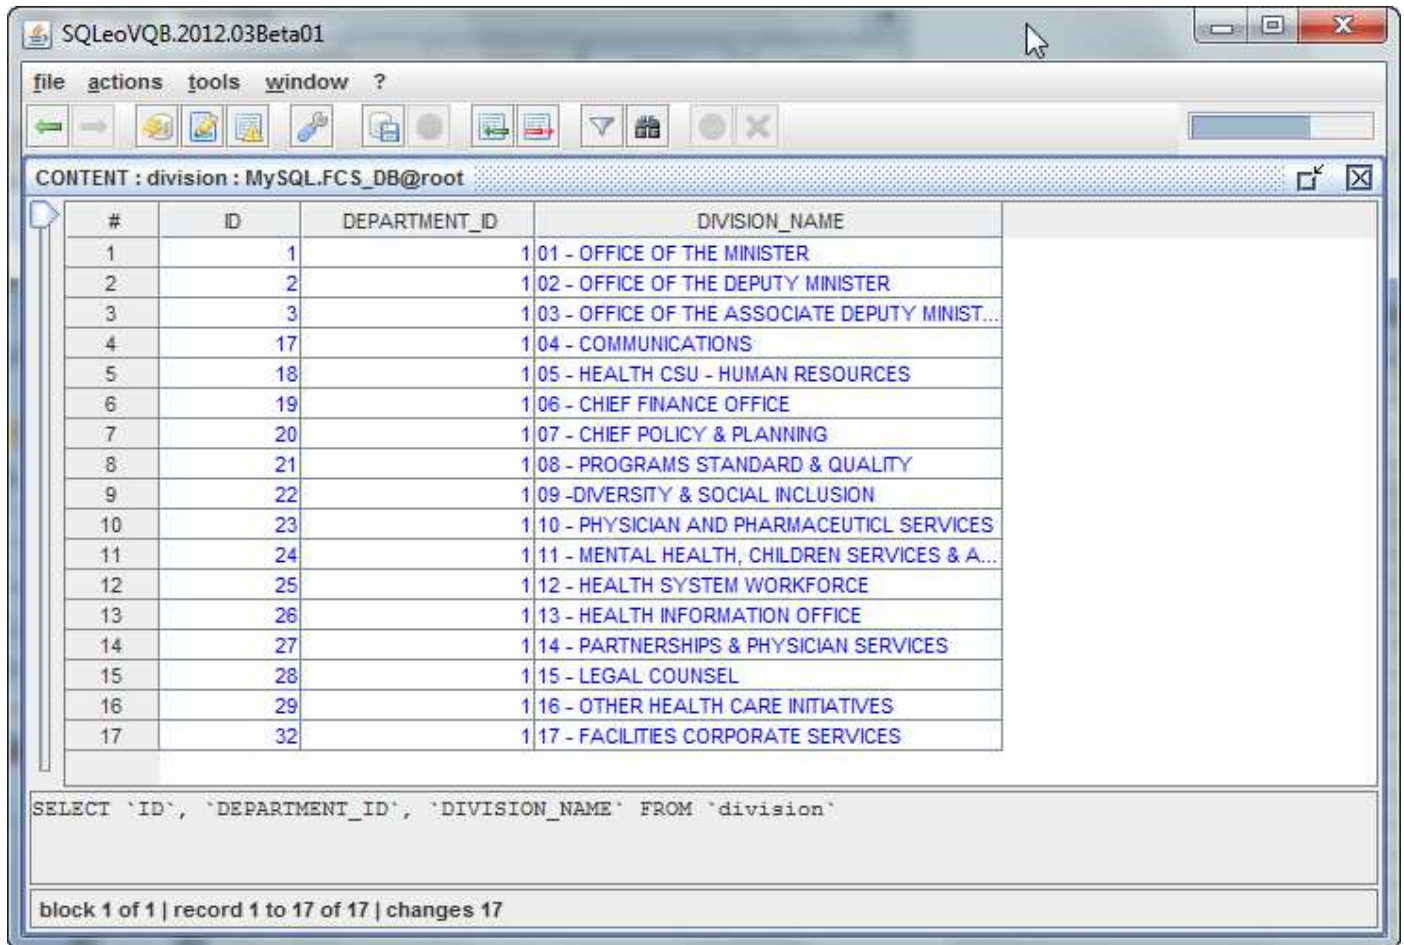 SQLeoVQB.2012.03Beta01
file actions tools window ?
CONTENT : division : MySQL.FCS_DB@root
# ID DEPARTMENT_ID DIVISION_NAME
1 1 1 01 - OFFICE OF THE MINISTER
2 2 1 02 - OFFICE OF THE DEPUTY MINISTER
3 3 1 03 - OFFICE OF THE ASSOCIATE DEPUTY MINIST...
4 17 1 04 - COMMUNICATIONS
5 18 1 05 - HEALTH CSU - HUMAN RESOURCES
6 19 1 06 - CHIEF FINANCE OFFICE
7 20 1 07 - CHIEF POLICY & PLANNING
8 21 1 08 - PROGRAMS STANDARD & QUALITY
9 22 1 09 -DIVERSITY & SOCIAL INCLUSION
10 23 1 10 - PHYSICIAN AND PHARMACEUTICL SERVICES
11 24 1 11 - MENTAL HEALTH, CHILDREN SERVICES & A...
12 25 1 12 - HEALTH SYSTEM WORKFORCE
13 26 1 13 - HEALTH INFORMATION OFFICE
14 27 1 14 - PARTNERSHIPS & PHYSICIAN SERVICES
15 28 1 15 - LEGAL COUNSEL
16 29 1 16 - OTHER HEALTH CARE INITIATIVES
17 32 1 17 - FACILITIES CORPORATE SERVICES
SELECT `ID`, `DEPARTMENT_ID`, `DIVISION_NAME` FROM `division`
block 1 of 1 | record 1 to 17 of 17 | changes 17